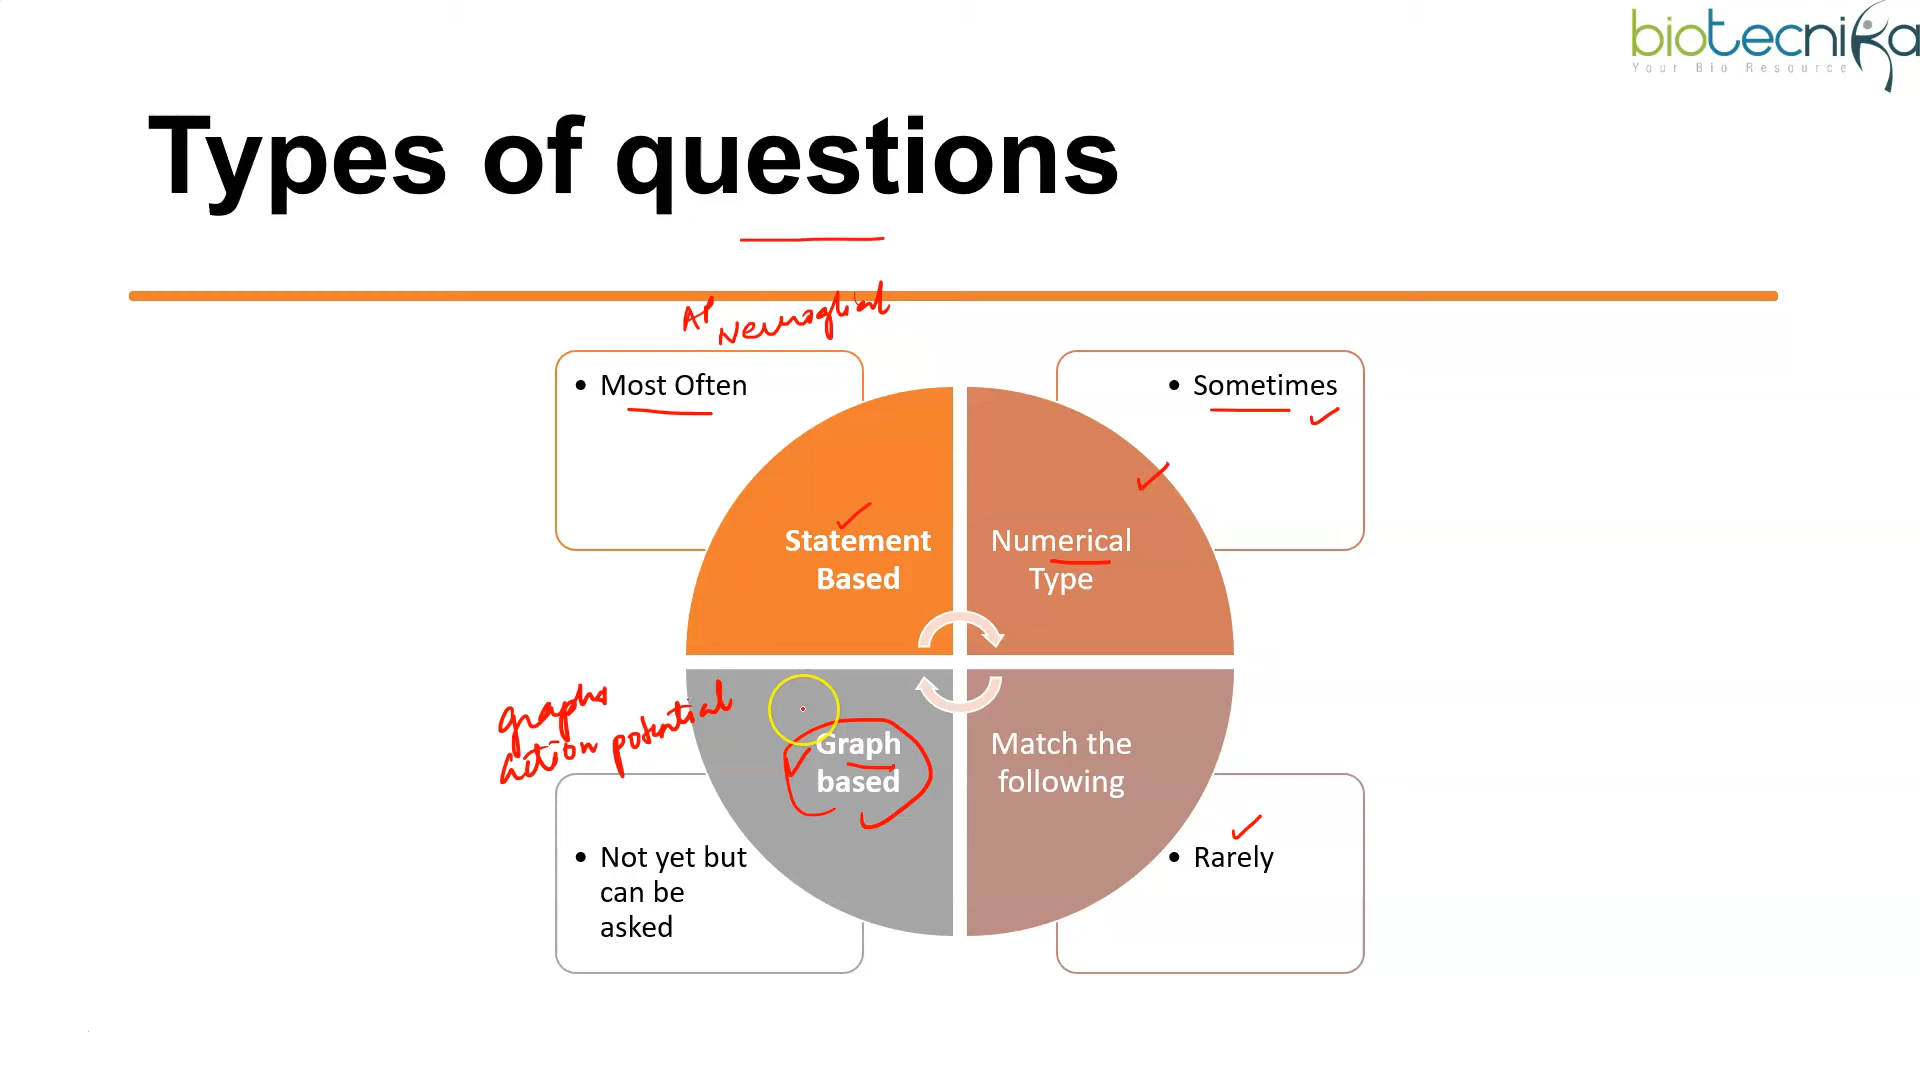 biotecnika
Your Bio Resource
Types of questions
AP Neuroglial
• Most Often
• Sometimes
Statement
Based
Numerical
Type
graphs
Action potential
Graph
based
Match the
following
• Not yet but
can be
asked
• Rarely